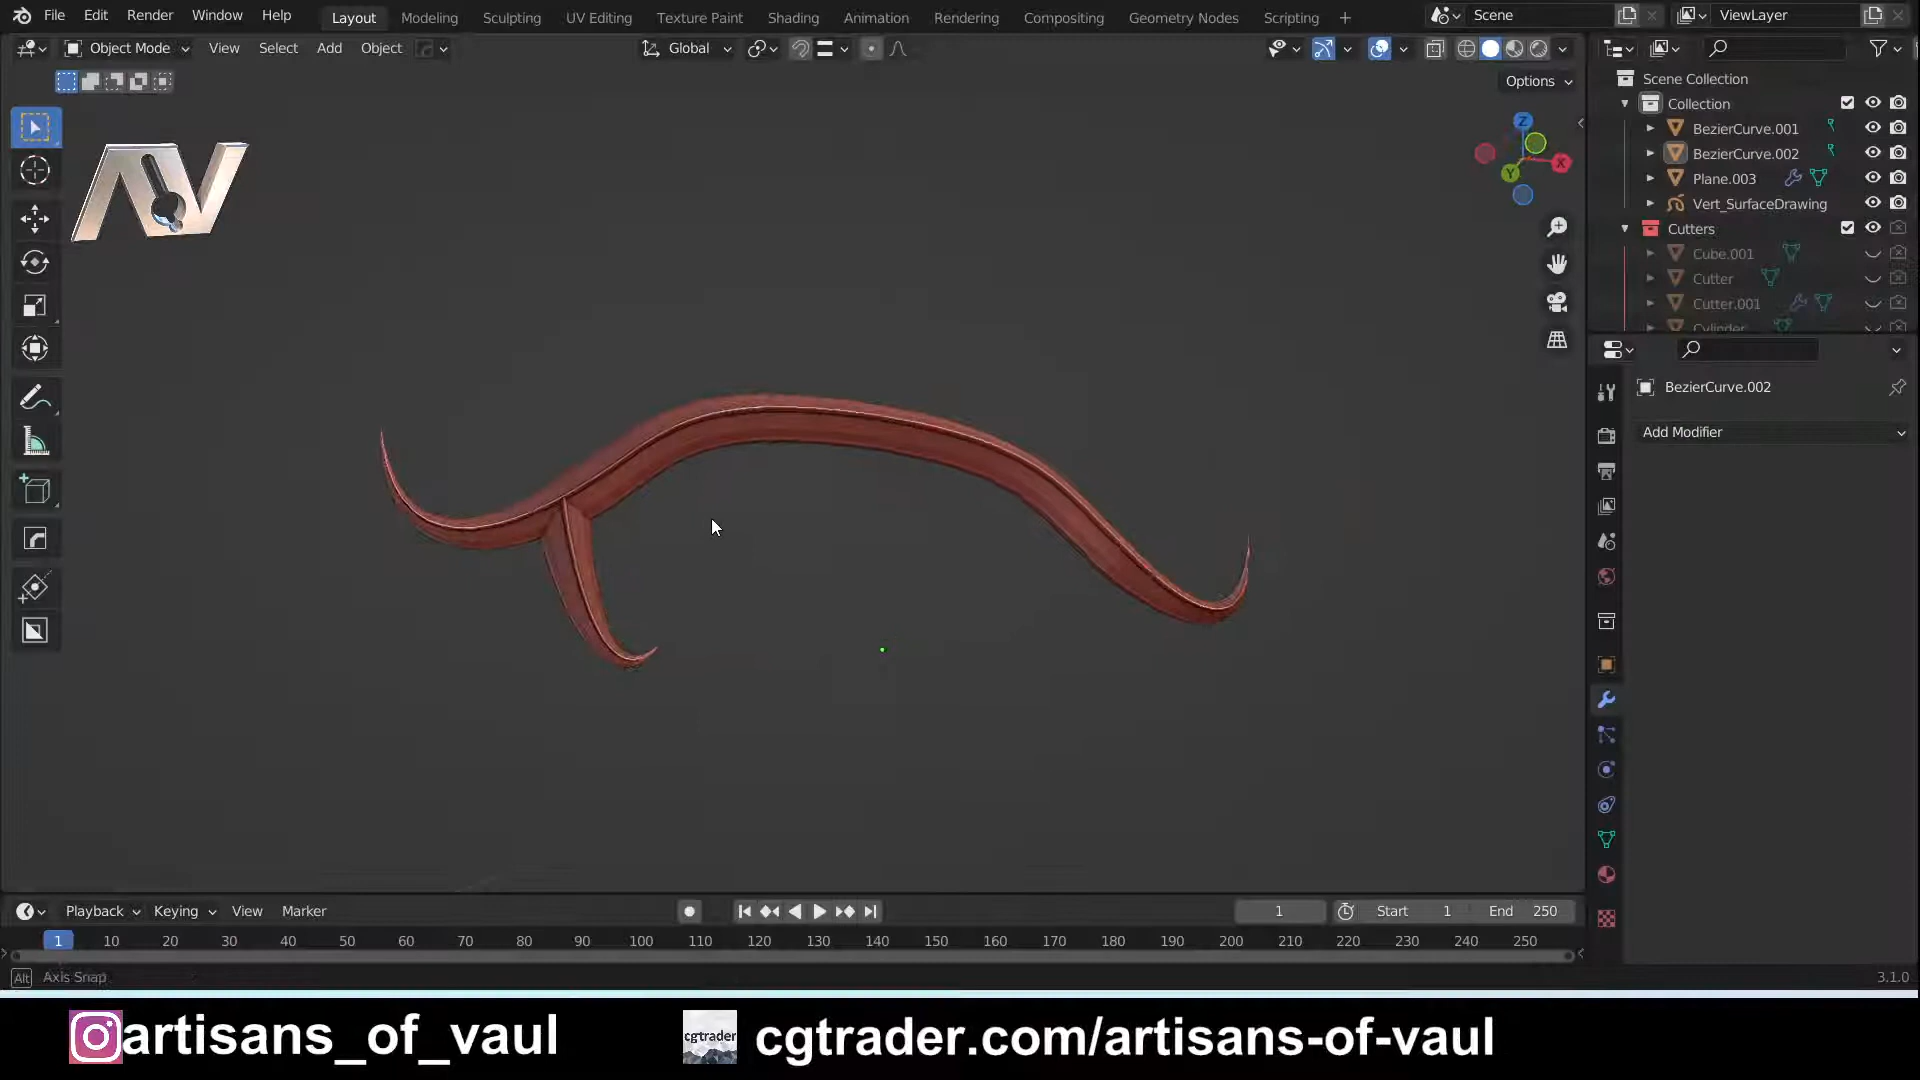 File Edit Render Window Help Layout Modeling Sculpting UV Editing Texture Paint Shading Animation Rendering Compositing Geometry Nodes Scripting + Scene ViewLayer
Object Mode View Select Add Object Global
Options
AV
Z
X
Y
Scene Collection
Collection
BezierCurve.001
BezierCurve.002
Plane.003
Vert_SurfaceDrawing
Cutters
Cube.001
Cutter
Cutter.001
Cylinder
BezierCurve.002
Add Modifier
Playback Keying View Marker 1 Start 1 End 250
1 10 20 30 40 50 60 70 80 90 100 110 120 130 140 150 160 170 180 190 200 210 220 230 240 250
Alt Axis Snap 3.1.0
artisans_of_vaul cgtrader cgtrader.com/artisans-of-vaul